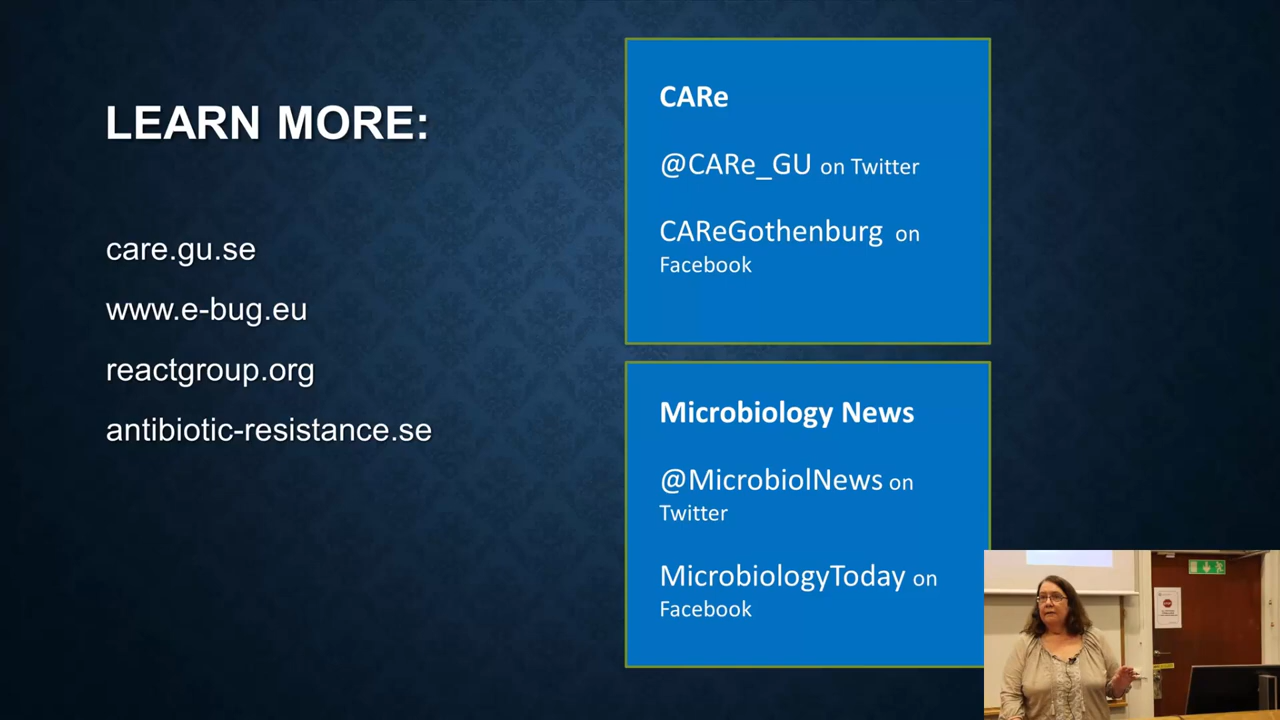 LEARN MORE:
care.gu.se
www.e-bug.eu
reactgroup.org
antibiotic-resistance.se
CARe
@CARe_GU on Twitter
CAReGothenburg on
Facebook
Microbiology News
@MicrobiolNews on
Twitter
MicrobiologyToday on
Facebook